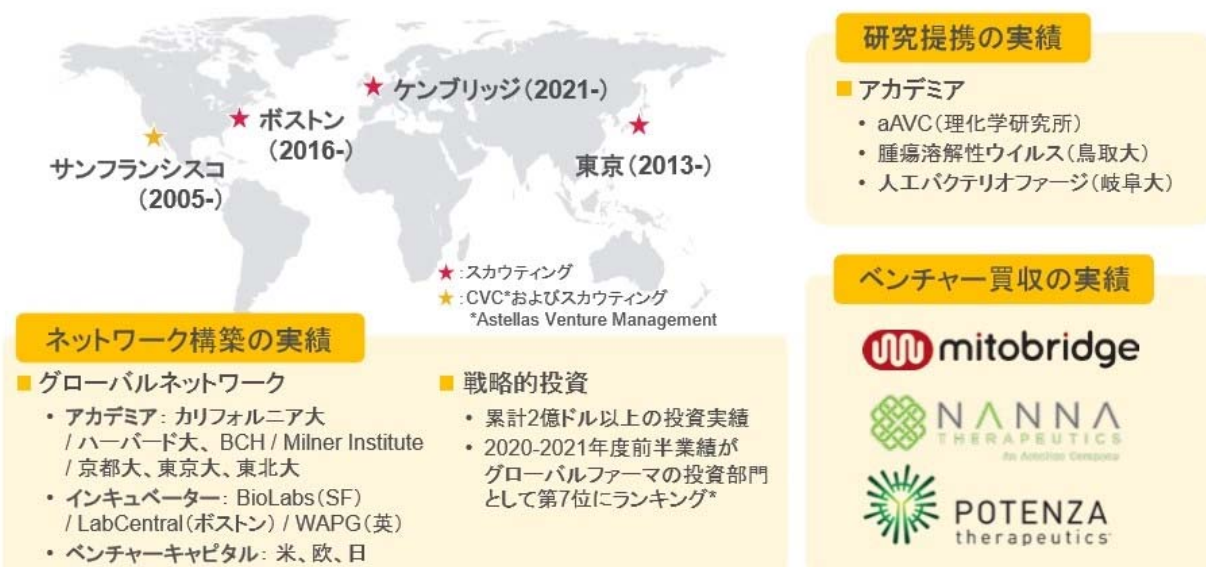 ケンブリッジ(2021-)
ボストン
(2016-)
サンフランシスコ
(2005-)
東京(2013-)
★:スカウティング
★:CVC*およびスカウティング
*Astellas Venture Management
ネットワーク構築の実績
■ グローバルネットワーク
• アカデミア: カリフォルニア大
/ ハーバード大、BCH / Milner Institute
/ 京都大、東京大、東北大
• インキュベーター: BioLabs(SF)
/ LabCentral(ボストン) / WAPG(英)
• ベンチャーキャピタル: 米、欧、日
■ 戦略的投資
• 累計2億ドル以上の投資実績
• 2020-2021年度前半業績が
グローバルファーマの投資部門
として第7位にランキング*
研究提携の実績
■ アカデミア
• aAVC(理化学研究所)
• 腫瘍溶解性ウイルス(鳥取大)
• 人工バクテリオファージ(岐阜大)
ベンチャー買収の実績
mitobridge
NANNA
THERAPEUTICS
An Astellas Company
POTENZA
therapeutics